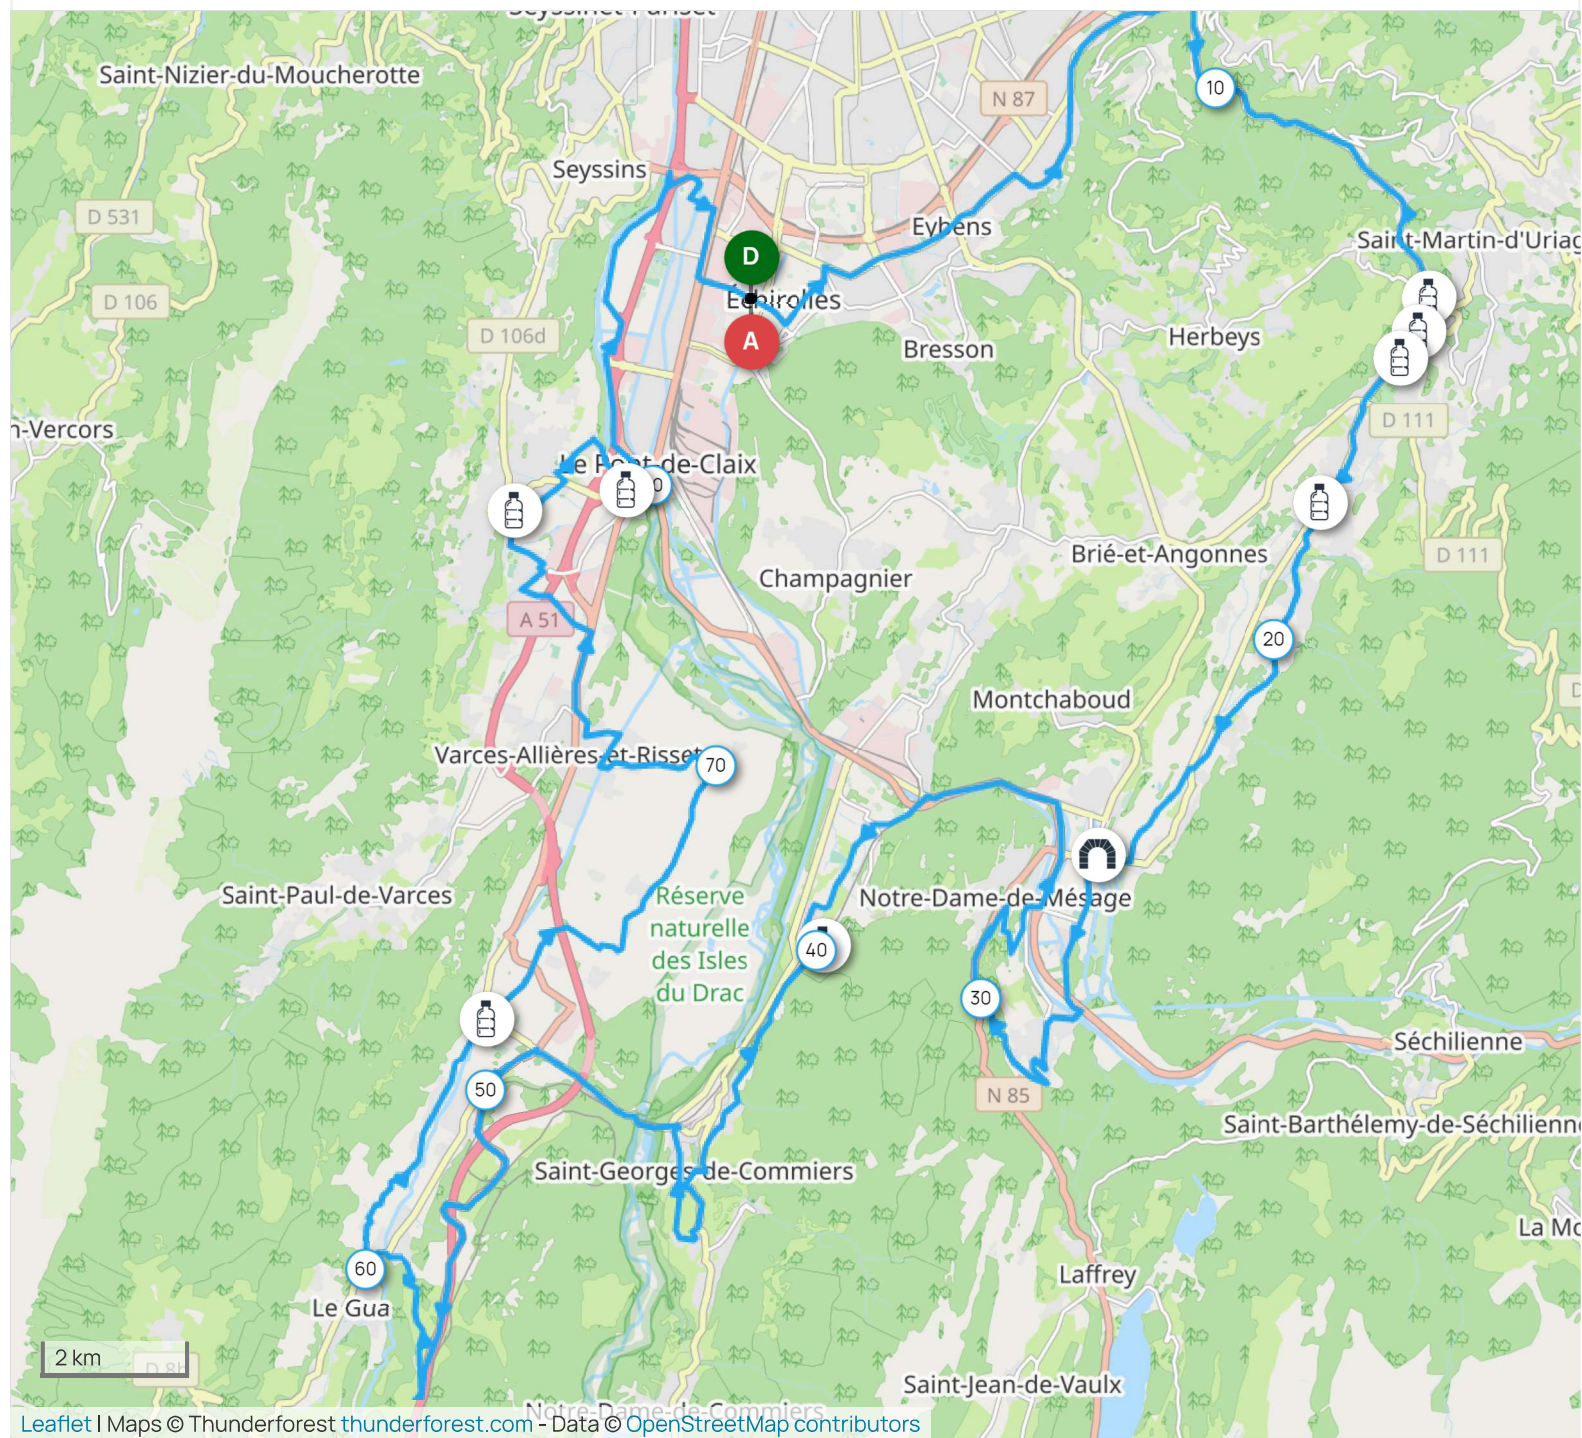 Saint-Nizier-du-Moucherotte
N 87
10
Seyssins
D 531
Eybens
Saint-Martin-d'Uriag
D
D 106
Échirolles
D 106d
A
Bresson
Herbeys
n-Vercors
D 111
Le Pont-de-Claix
0
Brié-et-Angonnes
D 111
Champagnier
A 51
20
Montchaboud
D
Varces-Allières-et-Risset
70
Saint-Paul-de-Varces
Réserve
naturelle
des Isles
du Drac
Notre-Dame-de-Mésage
40
30
Séchilienne
50
N 85
Saint-Barthélemy-de-Séchilienne
Saint-Georges-de-Commiers
La Mo
60
Laffrey
Le Gua
2 km
D 8b
Saint-Jean-de-Vaulx
Notre-Dame-de-Commiers
Leaflet | Maps © Thunderforest thunderforest.com - Data © OpenStreetMap contributors